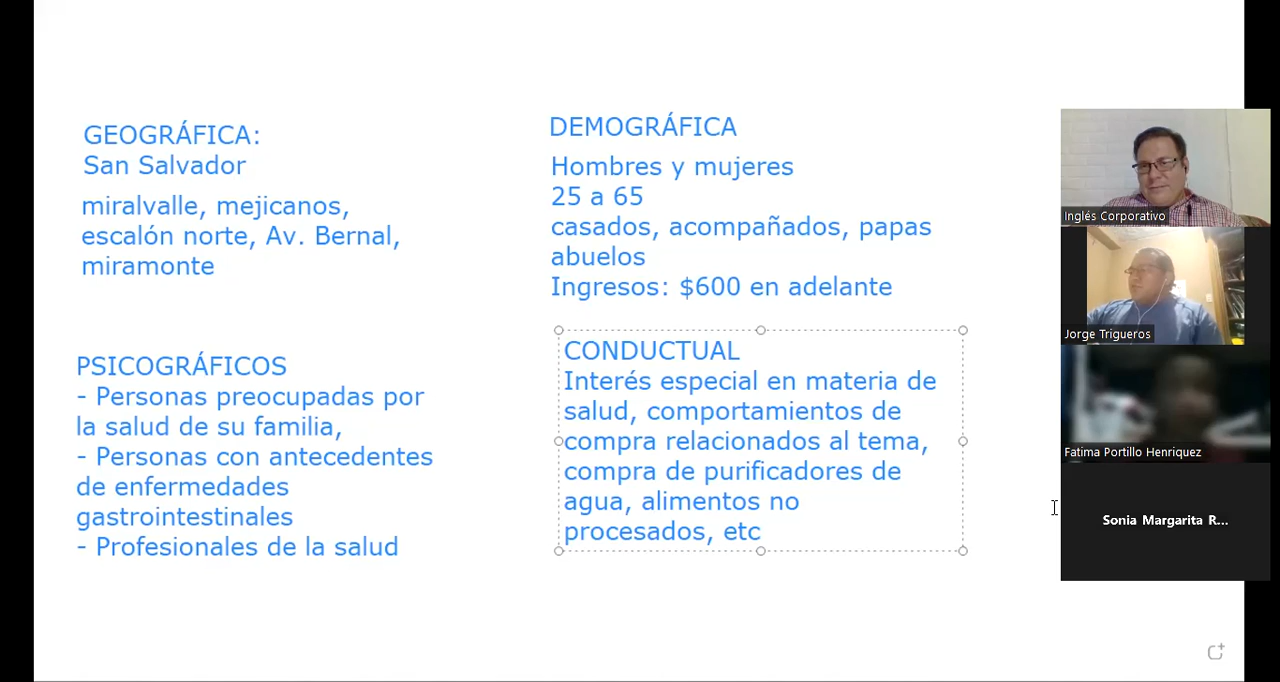 GEOGRÁFICA:
San Salvador
miralvalle, mejicanos,
escalón norte, Av. Bernal,
miramonte
DEMOGRÁFICA
Hombres y mujeres
25 a 65
casados, acompañados, papas
abuelos
Ingresos: $600 en adelante
PSICOGRÁFICOS
- Personas preocupadas por
la salud de su familia,
- Personas con antecedentes
de enfermedades
gastrointestinales
- Profesionales de la salud
CONDUCTUAL
Interés especial en materia de
salud, comportamientos de
compra relacionados al tema,
compra de purificadores de
agua, alimentos no
procesados, etc
Inglés Corporativo
Jorge Trigueros
Fatima Portillo Henriquez
Sonia Margarita R...